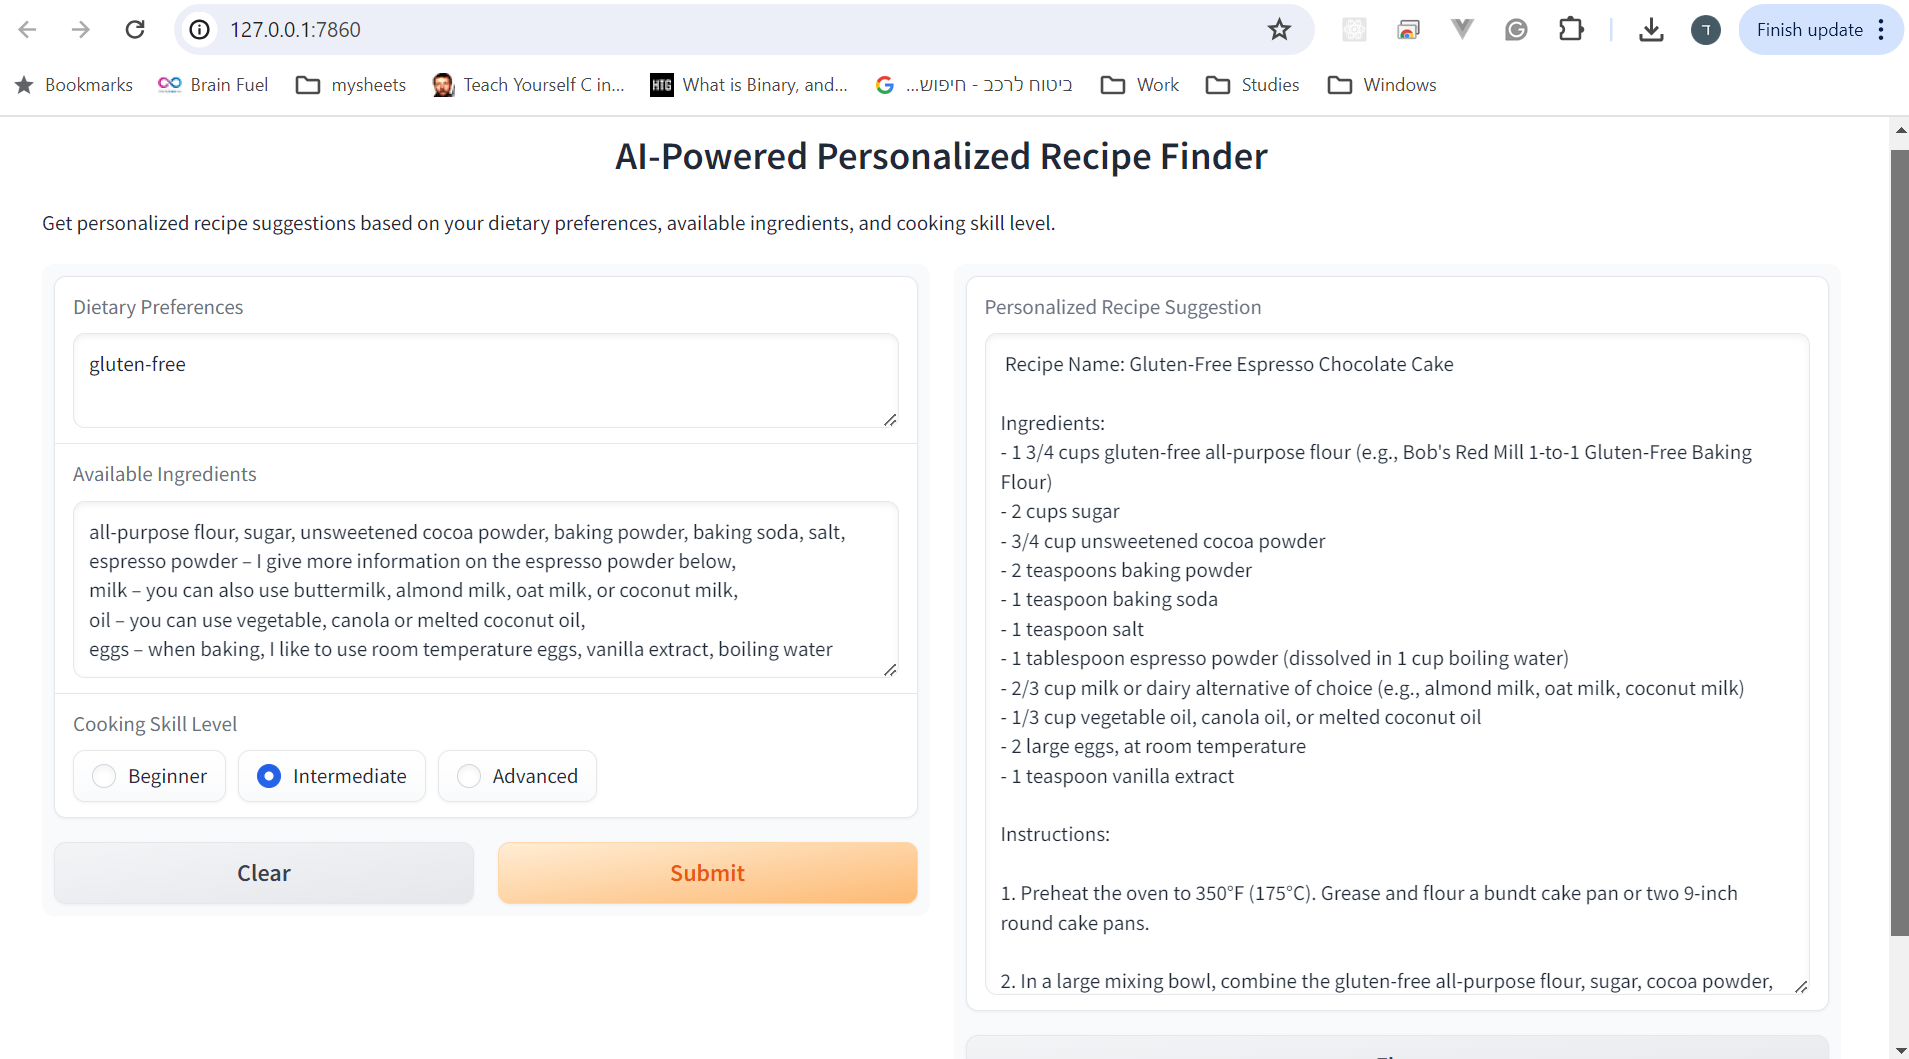 127.0.0.1:7860
Finish update
Bookmarks
Brain Fuel
mysheets
Teach Yourself C in...
HTG
What is Binary, and...
ביטוח לרכב - חיפוש...
Work
Studies
Windows
AI-Powered Personalized Recipe Finder
Get personalized recipe suggestions based on your dietary preferences, available ingredients, and cooking skill level.
Dietary Preferences
gluten-free
Available Ingredients
all-purpose flour, sugar, unsweetened cocoa powder, baking powder, baking soda, salt,
espresso powder – I give more information on the espresso powder below,
milk – you can also use buttermilk, almond milk, oat milk, or coconut milk,
oil – you can use vegetable, canola or melted coconut oil,
eggs – when baking, I like to use room temperature eggs, vanilla extract, boiling water
Cooking Skill Level
Beginner
Intermediate
Advanced
Clear
Submit
Personalized Recipe Suggestion
Recipe Name: Gluten-Free Espresso Chocolate Cake
Ingredients:
- 1 3/4 cups gluten-free all-purpose flour (e.g., Bob's Red Mill 1-to-1 Gluten-Free Baking
Flour)
- 2 cups sugar
- 3/4 cup unsweetened cocoa powder
- 2 teaspoons baking powder
- 1 teaspoon baking soda
- 1 teaspoon salt
- 1 tablespoon espresso powder (dissolved in 1 cup boiling water)
- 2/3 cup milk or dairy alternative of choice (e.g., almond milk, oat milk, coconut milk)
- 1/3 cup vegetable oil, canola oil, or melted coconut oil
- 2 large eggs, at room temperature
- 1 teaspoon vanilla extract
Instructions:
1. Preheat the oven to 350°F (175°C). Grease and flour a bundt cake pan or two 9-inch
round cake pans.
2. In a large mixing bowl, combine the gluten-free all-purpose flour, sugar, cocoa powder,